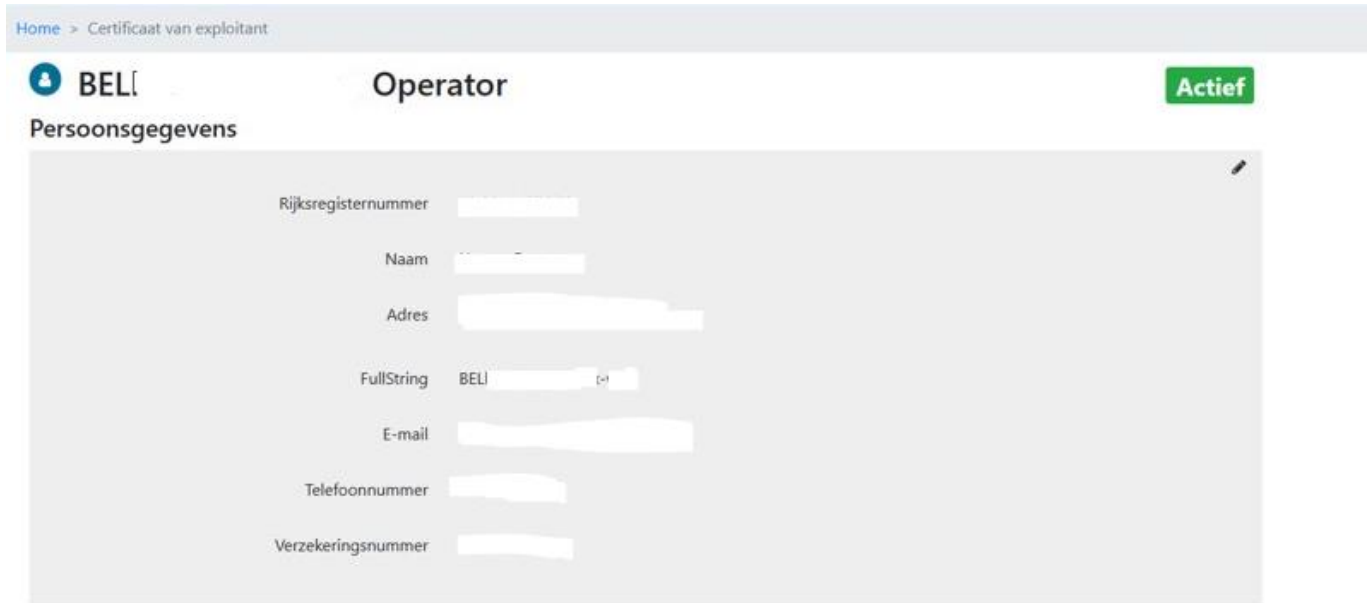 Home > Certificaat van exploitant
BEL Operator
Actief
Persoonsgegevens
Rijksregisternummer
Naam
Adres
FullString BEL
E-mail
Telefoonnummer
Verzekeringsnummer